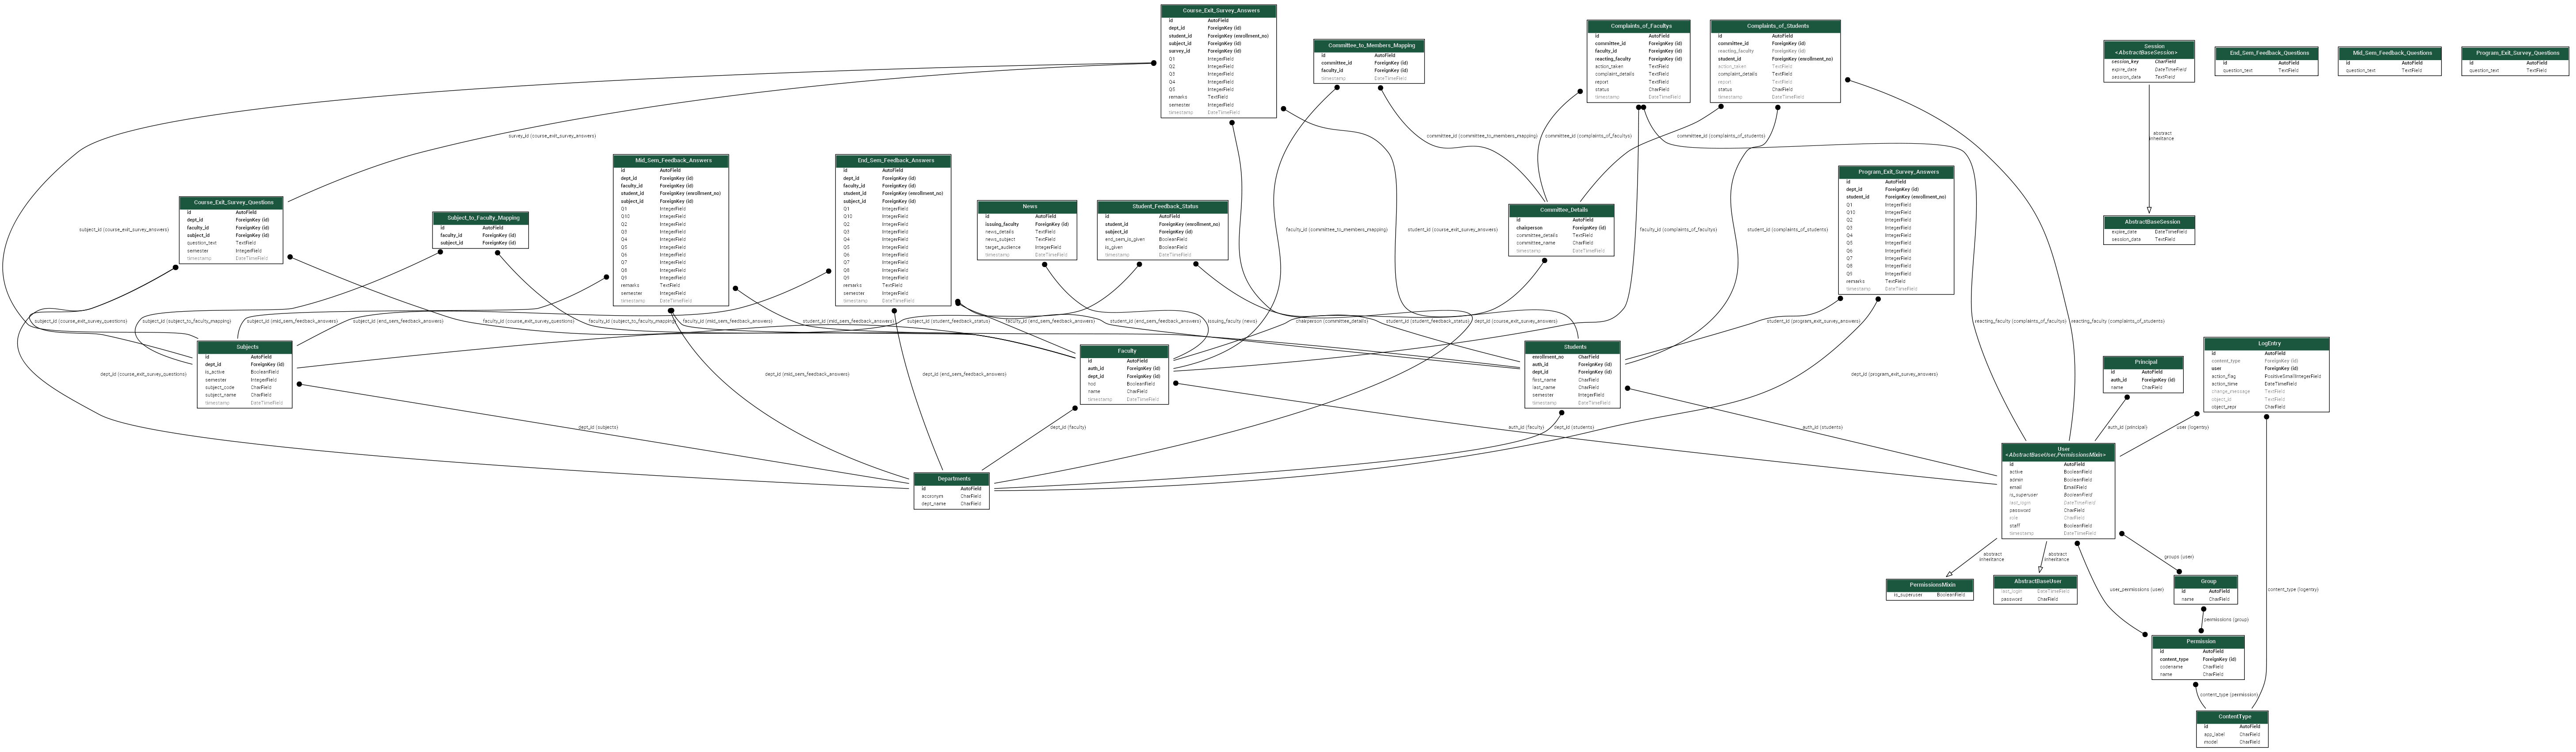 Course_Exit_Survey_Answers
id AutoField
dept_id ForeignKey (id)
student_id ForeignKey (enrollment_no)
subject_id ForeignKey (id)
survey_id ForeignKey (id)
Q1 IntegerField
Q2 IntegerField
Q3 IntegerField
Q4 IntegerField
Q5 IntegerField
remarks TextField
semester IntegerField
timestamp DateTimeField
Committee_to_Members_Mapping
id AutoField
committee_id ForeignKey (id)
faculty_id ForeignKey (id)
timestamp DateTimeField
Complaints_of_Facultys
id AutoField
committee_id ForeignKey (id)
faculty_id ForeignKey (id)
reacting_faculty ForeignKey (id)
action_taken TextField
complaint_details TextField
report TextField
status CharField
timestamp DateTimeField
Complaints_of_Students
id AutoField
committee_id ForeignKey (id)
reacting_faculty ForeignKey (id)
student_id ForeignKey (enrollment_no)
action_taken TextField
complaint_details TextField
report TextField
status CharField
timestamp DateTimeField
Session
<AbstractBaseSession>
session_key CharField
expire_date DateTimeField
session_data TextField
End_Sem_Feedback_Questions
id AutoField
question_text TextField
Mid_Sem_Feedback_Questions
id AutoField
question_text TextField
Program_Exit_Survey_Questions
id AutoField
question_text TextField
survey_id (course_exit_survey_answers)
committee_id (committee_to_members_mapping)
committee_id (complaints_of_facultys)
committee_id (complaints_of_students)
abstract
inheritance
Course_Exit_Survey_Questions
id AutoField
dept_id ForeignKey (id)
faculty_id ForeignKey (id)
subject_id ForeignKey (id)
question_text TextField
semester IntegerField
timestamp DateTimeField
Subject_to_Faculty_Mapping
id AutoField
faculty_id ForeignKey (id)
subject_id ForeignKey (id)
Mid_Sem_Feedback_Answers
id AutoField
dept_id ForeignKey (id)
faculty_id ForeignKey (id)
student_id ForeignKey (enrollment_no)
subject_id ForeignKey (id)
Q1 IntegerField
Q10 IntegerField
Q2 IntegerField
Q3 IntegerField
Q4 IntegerField
Q5 IntegerField
Q6 IntegerField
Q7 IntegerField
Q8 IntegerField
Q9 IntegerField
remarks TextField
semester IntegerField
timestamp DateTimeField
End_Sem_Feedback_Answers
id AutoField
dept_id ForeignKey (id)
faculty_id ForeignKey (id)
student_id ForeignKey (enrollment_no)
subject_id ForeignKey (id)
Q1 IntegerField
Q10 IntegerField
Q2 IntegerField
Q3 IntegerField
Q4 IntegerField
Q5 IntegerField
Q6 IntegerField
Q7 IntegerField
Q8 IntegerField
Q9 IntegerField
remarks TextField
semester IntegerField
timestamp DateTimeField
News
id AutoField
issuing_faculty ForeignKey (id)
news_details TextField
news_subject TextField
target_audience IntegerField
timestamp DateTimeField
Student_Feedback_Status
id AutoField
student_id ForeignKey (enrollment_no)
subject_id ForeignKey (id)
end_sem_is_given BooleanField
is_given BooleanField
timestamp DateTimeField
Committee_Details
id AutoField
chairperson ForeignKey (id)
committee_details TextField
committee_name CharField
timestamp DateTimeField
Program_Exit_Survey_Answers
id AutoField
dept_id ForeignKey (id)
student_id ForeignKey (enrollment_no)
Q1 IntegerField
Q10 IntegerField
Q2 IntegerField
Q3 IntegerField
Q4 IntegerField
Q5 IntegerField
Q6 IntegerField
Q7 IntegerField
Q8 IntegerField
Q9 IntegerField
remarks TextField
timestamp DateTimeField
AbstractBaseSession
expire_date DateTimeField
session_data TextField
subject_id (course_exit_survey_answers)
faculty_id (committee_to_members_mapping)
student_id (course_exit_survey_answers)
faculty_id (complaints_of_facultys)
student_id (complaints_of_students)
subject_id (course_exit_survey_questions)
subject_id (subject_to_faculty_mapping)
subject_id (mid_sem_feedback_answers)
subject_id (end_sem_feedback_answers)
faculty_id (course_exit_survey_questions)
faculty_id (subject_to_faculty_mapping)
faculty_id (mid_sem_feedback_answers)
student_id (mid_sem_feedback_answers)
subject_id (student_feedback_status)
faculty_id (end_sem_feedback_answers)
student_id (end_sem_feedback_answers)
issuing_faculty (news)
chairperson (committee_details)
student_id (student_feedback_status)
dept_id (course_exit_survey_answers)
student_id (program_exit_survey_answers)
reacting_faculty (complaints_of_facultys)
reacting_faculty (complaints_of_students)
Subjects
id AutoField
dept_id ForeignKey (id)
is_active BooleanField
semester IntegerField
subject_code CharField
subject_name CharField
timestamp DateTimeField
Faculty
id AutoField
auth_id ForeignKey (id)
dept_id ForeignKey (id)
hod BooleanField
name CharField
timestamp DateTimeField
Students
enrollment_no CharField
auth_id ForeignKey (id)
dept_id ForeignKey (id)
first_name CharField
last_name CharField
semester IntegerField
timestamp DateTimeField
Principal
id AutoField
auth_id ForeignKey (id)
name CharField
LogEntry
id AutoField
content_type ForeignKey (id)
user ForeignKey (id)
action_flag PositiveSmallIntegerField
action_time DateTimeField
change_message TextField
object_id TextField
object_repr CharField
dept_id (course_exit_survey_questions)
dept_id (mid_sem_feedback_answers)
dept_id (end_sem_feedback_answers)
dept_id (program_exit_survey_answers)
dept_id (subjects)
dept_id (faculty)
auth_id (faculty)
dept_id (students)
auth_id (students)
auth_id (principal)
user (logentry)
Departments
id AutoField
accronym CharField
dept_name CharField
User
<AbstractBaseUser,PermissionsMixin>
id AutoField
active BooleanField
admin BooleanField
email EmailField
is_superuser BooleanField
last_login DateTimeField
password CharField
role CharField
staff BooleanField
timestamp DateTimeField
abstract
inheritance
abstract
inheritance
groups (user)
PermissionsMixin
is_superuser BooleanField
AbstractBaseUser
last_login DateTimeField
password CharField
user_permissions (user)
Group
id AutoField
name CharField
content_type (logentry)
permissions (group)
Permission
id AutoField
content_type ForeignKey (id)
codename CharField
name CharField
content_type (permission)
ContentType
id AutoField
app_label CharField
model CharField